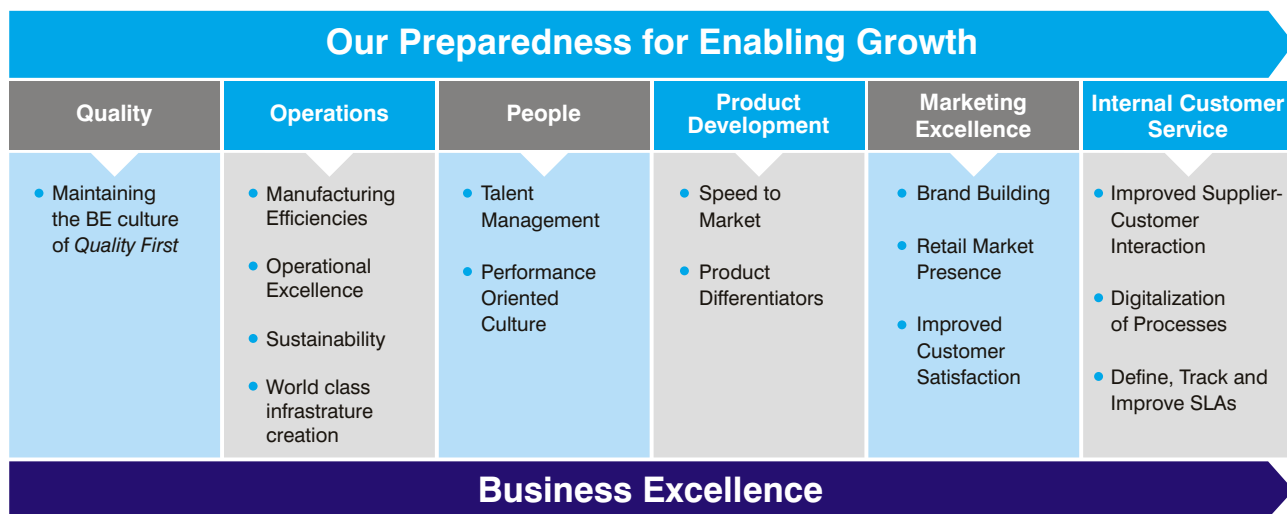 Our Preparedness for Enabling Growth
Quality
• Maintaining
the BE culture
of Quality First
Operations
• Manufacturing
Efficiencies
• Operational
Excellence
• Sustainability
• World class
infrastrature
creation
People
• Talent
Management
• Performance
Oriented
Culture
Product
Development
• Speed to
Market
• Product
Differentiators
Marketing
Excellence
• Brand Building
• Retail Market
Presence
• Improved
Customer
Satisfaction
Internal Customer
Service
• Improved Supplier-
Customer
Interaction
• Digitalization
of Processes
• Define, Track and
Improve SLAs
Business Excellence